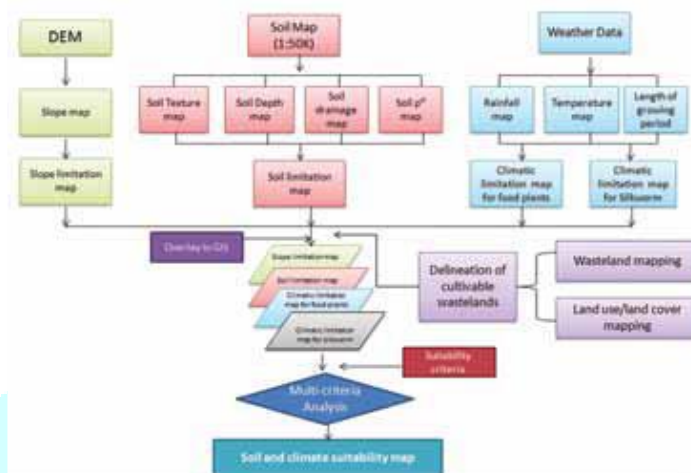 DEM
Soil Map
(1:50K)
Weather Data
Slope map
Soil Texture
map
Soil Depth
map
Soil
drainage
map
Soil pH
map
Rainfall
map
Temperature
map
Length of
growing
period
Slope limitation
map
Soil limitation
map
Climatic
limitation map
for food plants
Climatic
limitation map
for Silkworm
Overlay in GIS
Slope limitation map
Soil limitation map
Climatic limitation
map for food plants
Climatic limitation
map for silkworm
Delineation of
cultivable
wastelands
Wasteland mapping
Land use/land cover
mapping
Suitability
criteria
Multi-criteria
Analysis
Soil and climate suitability map